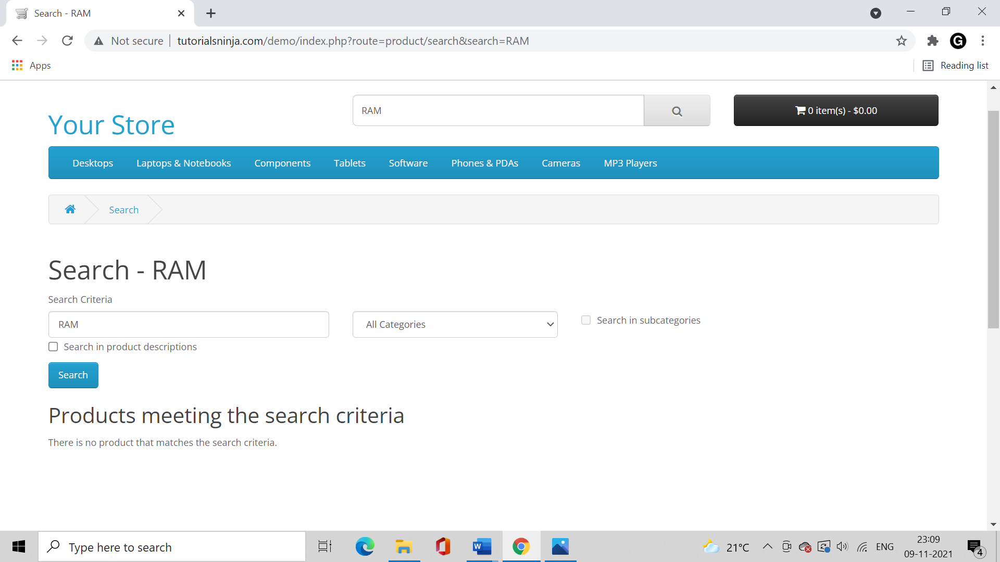 Search - RAM
Not secure
tutorialsninja.com/demo/index.php?route=product/search&search=RAM
G
Apps
Reading list
RAM
0 item(s) - $0.00
Your Store
Desktops Laptops & Notebooks Components Tablets Software Phones & PDAs Cameras MP3 Players
Search
Search - RAM
Search Criteria
RAM
All Categories
Search in subcategories
Search in product descriptions
Search
Products meeting the search criteria
There is no product that matches the search criteria.
Type here to search
W
21°C
ENG
23:09
09-11-2021
4